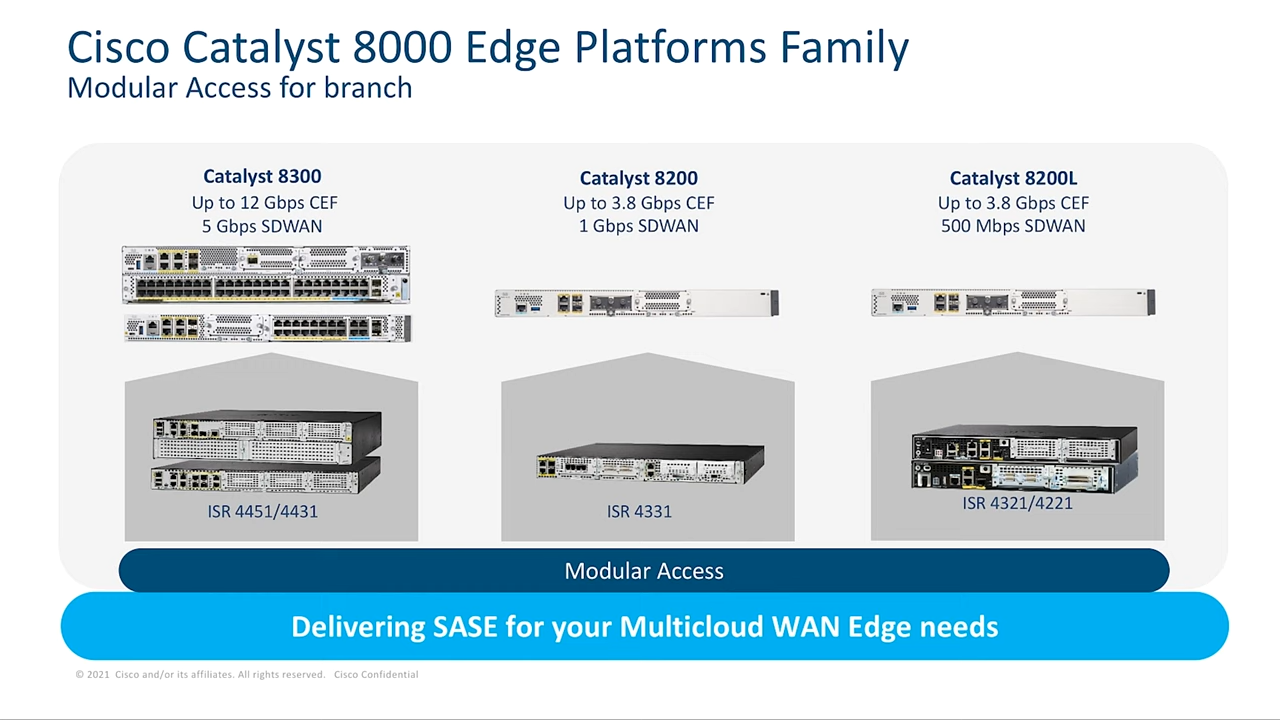 Cisco Catalyst 8000 Edge Platforms Family
Modular Access for branch
Catalyst 8300
Up to 12 Gbps CEF
5 Gbps SDWAN
Catalyst 8200
Up to 3.8 Gbps CEF
1 Gbps SDWAN
Catalyst 8200L
Up to 3.8 Gbps CEF
500 Mbps SDWAN
ISR 4451/4431
ISR 4331
ISR 4321/4221
Modular Access
Delivering SASE for your Multicloud WAN Edge needs
© 2021 Cisco and/or its affiliates. All rights reserved. Cisco Confidential